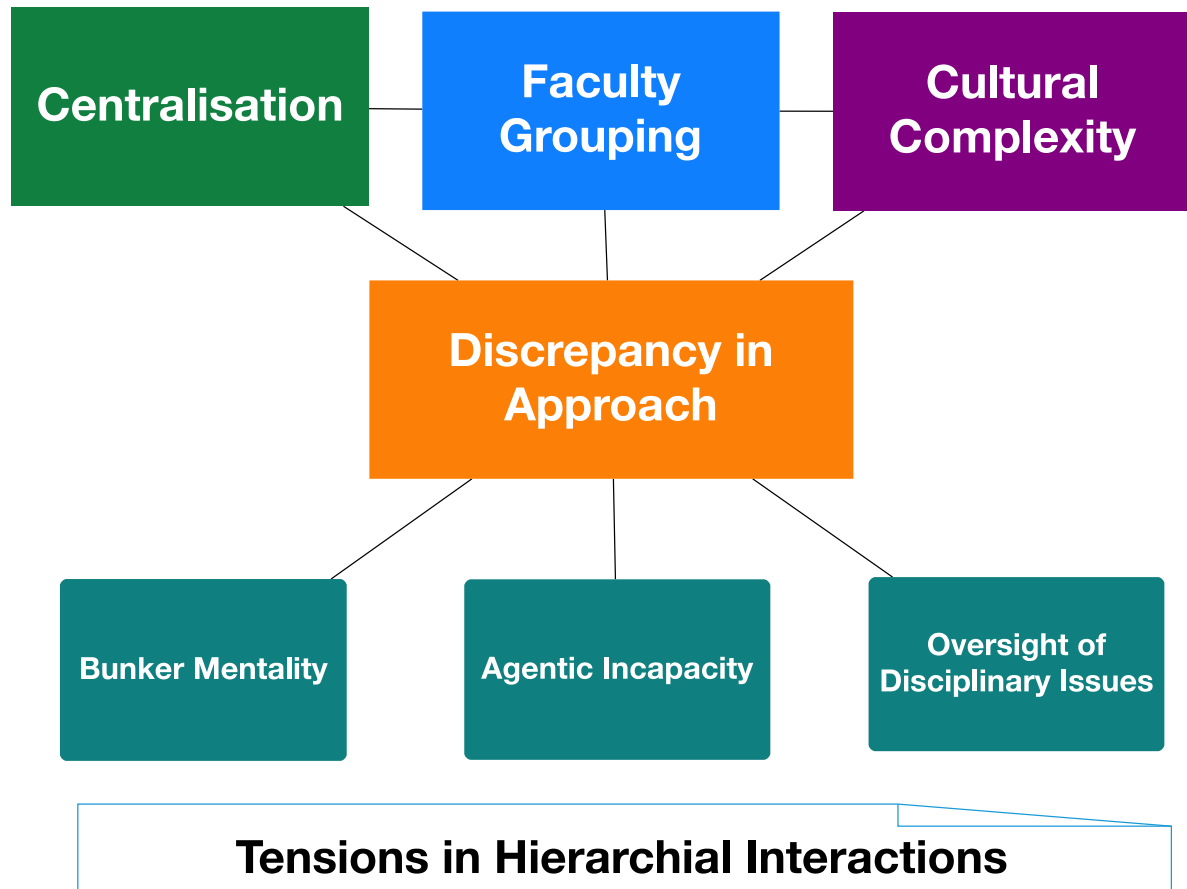 Centralisation
Faculty
Grouping
Cultural
Complexity
Discrepancy in
Approach
Bunker Mentality
Agentic Incapacity
Oversight of
Disciplinary Issues
Tensions in Hierarchial Interactions